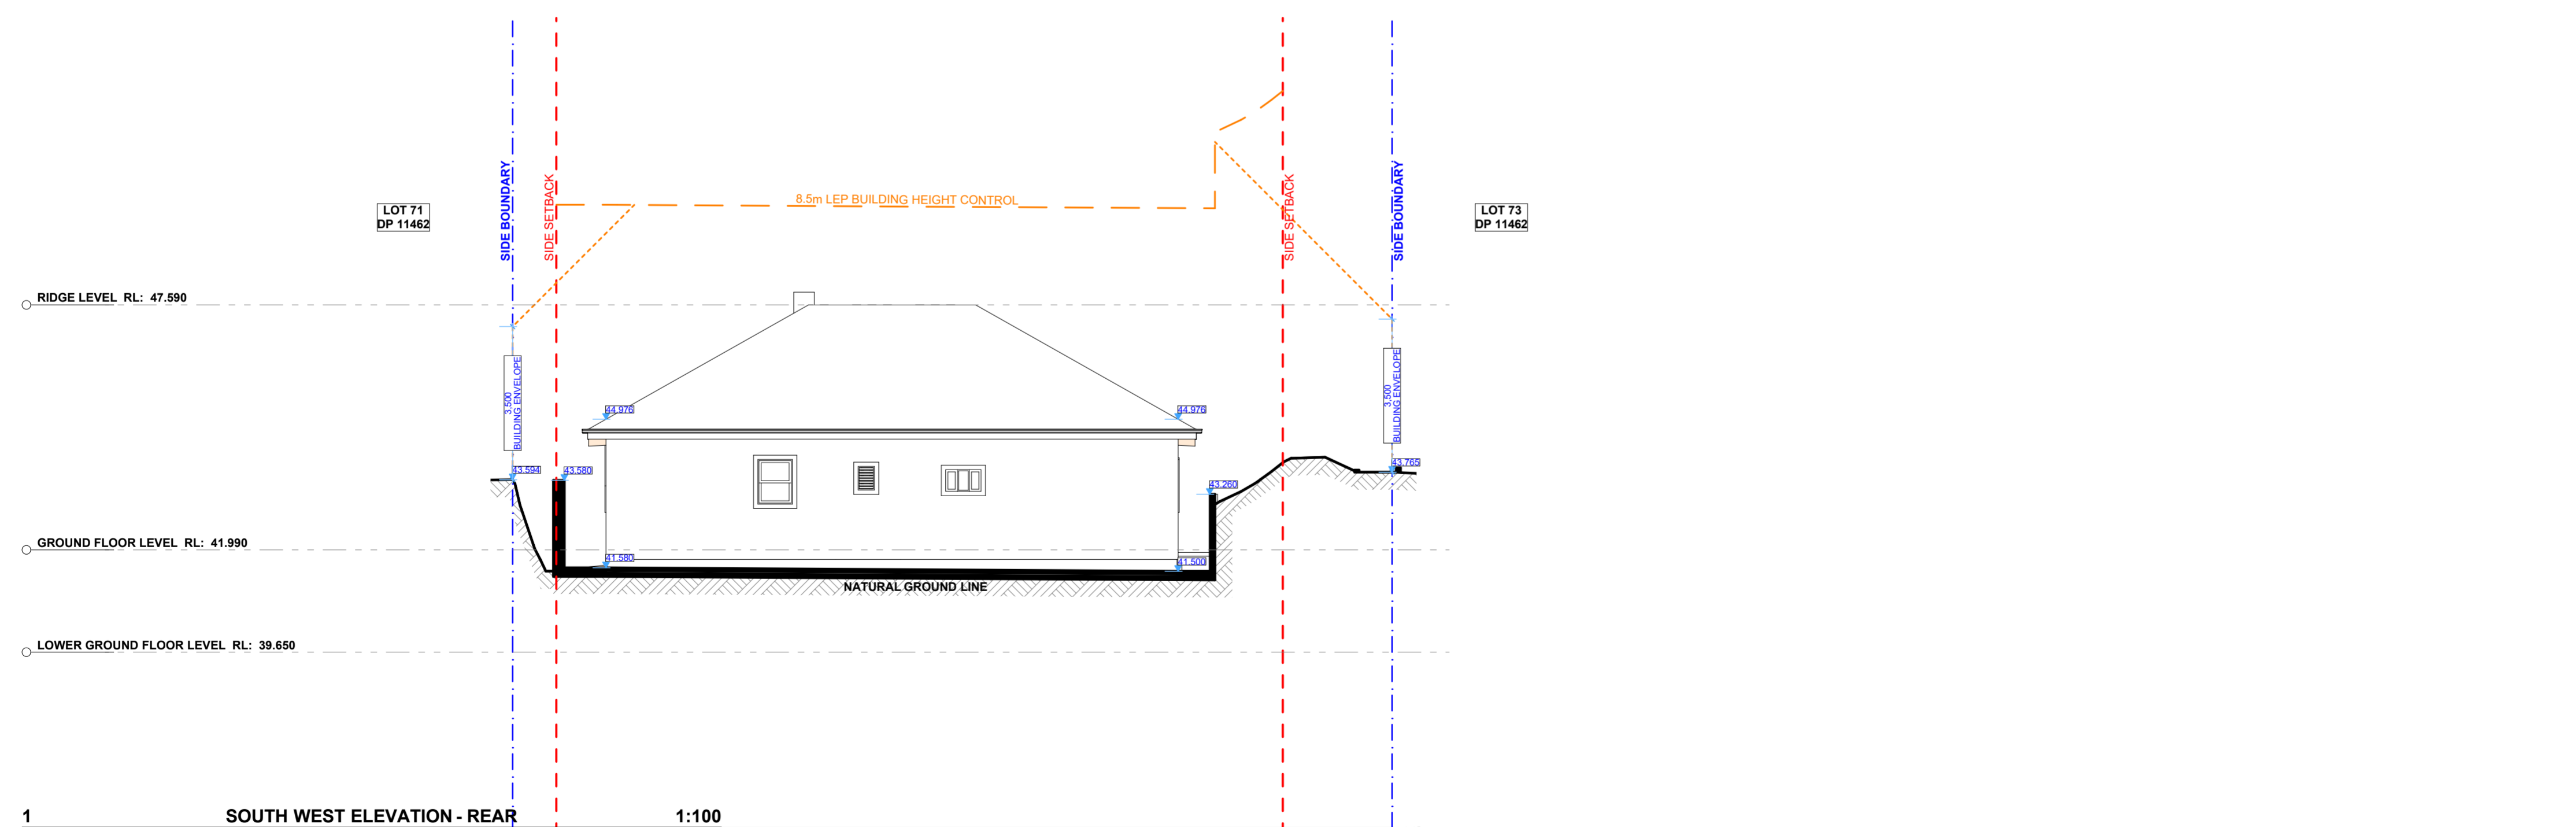 8.5m LEP BUILDING HEIGHT CONTROL
SIDE BOUNDARY
SIDE SETBACK
SIDE SETBACK
SIDE BOUNDARY
LOT 71
DP 11462
LOT 73
DP 11462
RIDGE LEVEL RL: 47.590
3.500
BUILDING ENVELOPE
3.500
BUILDING ENVELOPE
44.976
44.976
43.594
43.580
43.765
43.260
GROUND FLOOR LEVEL RL: 41.990
41.580
41.500
NATURAL GROUND LINE
LOWER GROUND FLOOR LEVEL RL: 39.650
1 SOUTH WEST ELEVATION - REAR 1:100